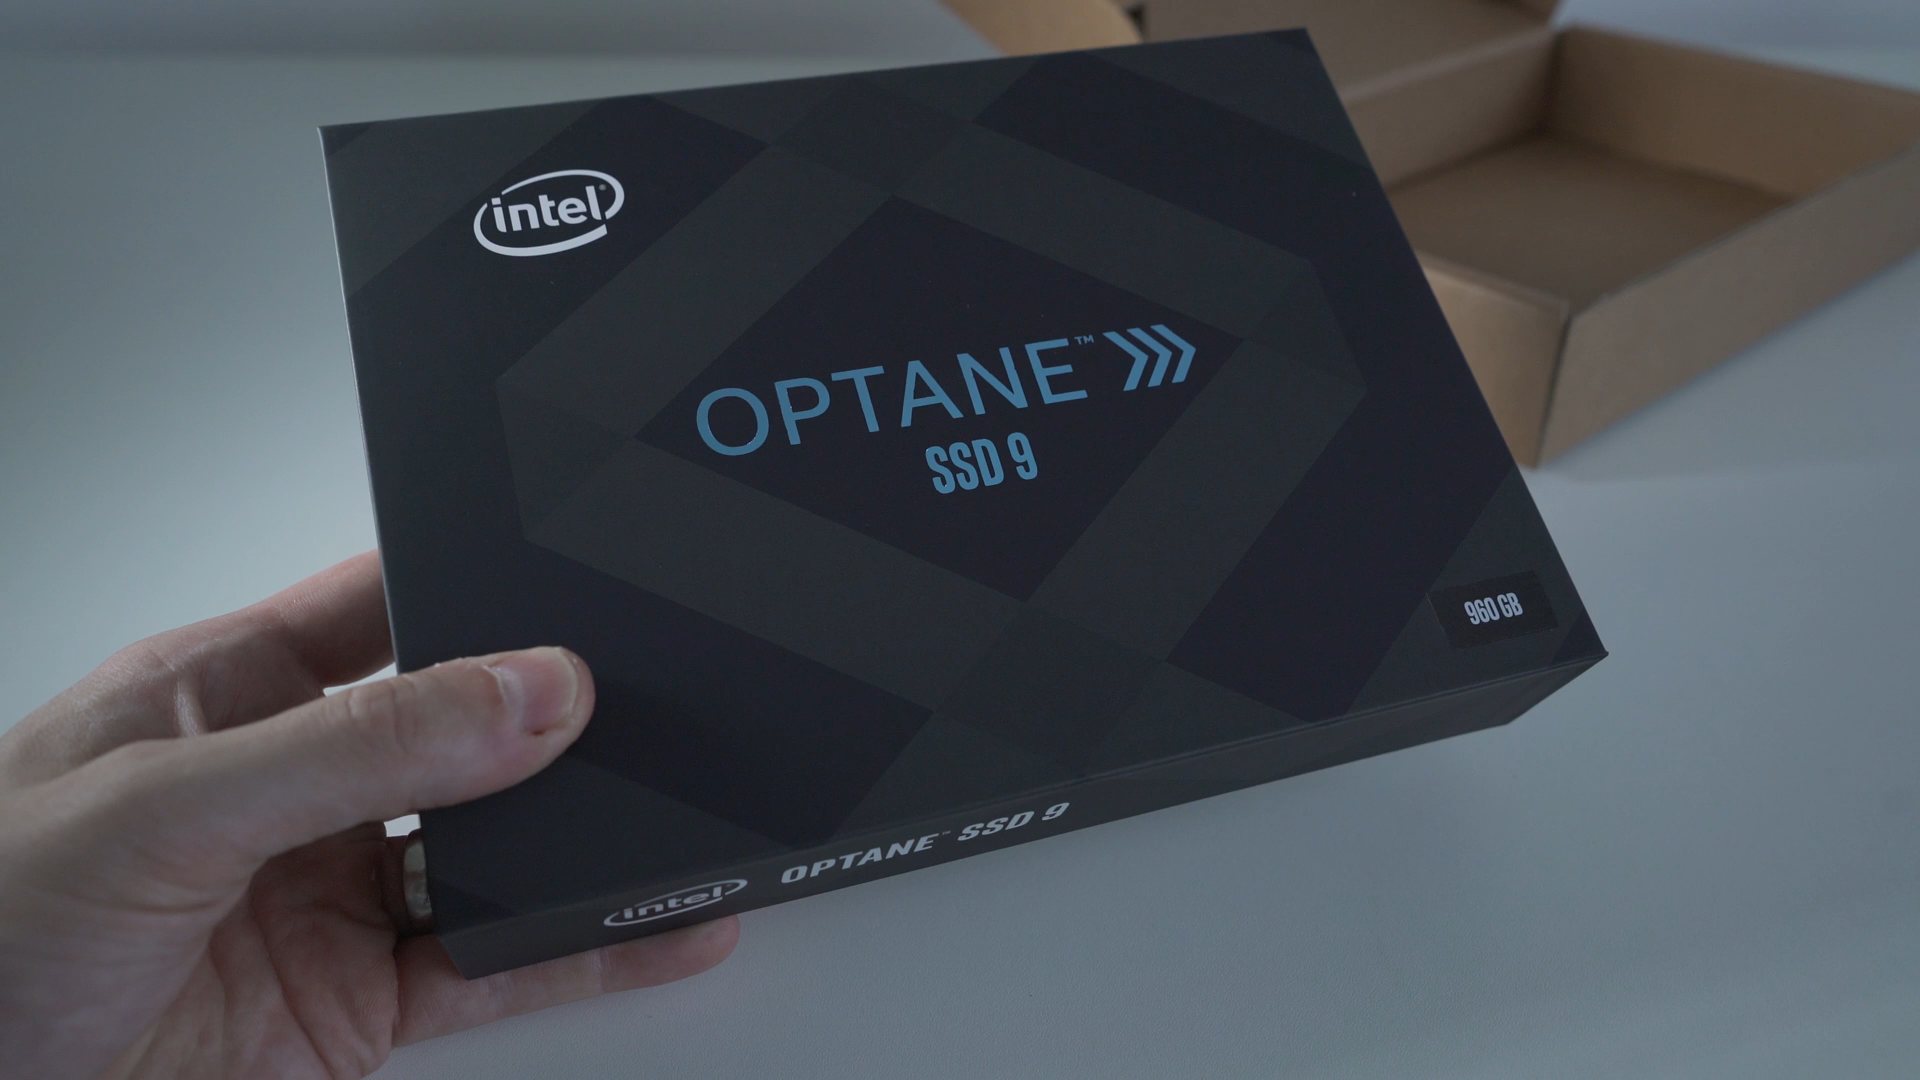 intel®
OPTANE™
SSD 9
960 GB
intel OPTANE™ SSD 9